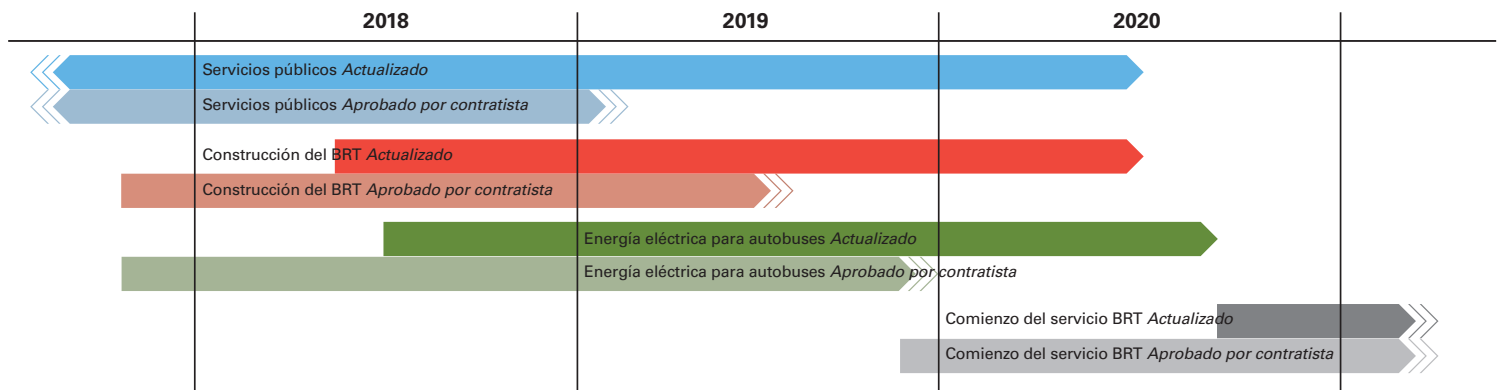 2018 2019 2020
Servicios públicos Actualizado
Servicios públicos Aprobado por contratista
Construcción del BRT Actualizado
Construcción del BRT Aprobado por contratista
Energía eléctrica para autobuses Actualizado
Energía eléctrica para autobuses Aprobado por contratista
Comienzo del servicio BRT Actualizado
Comienzo del servicio BRT Aprobado por contratista